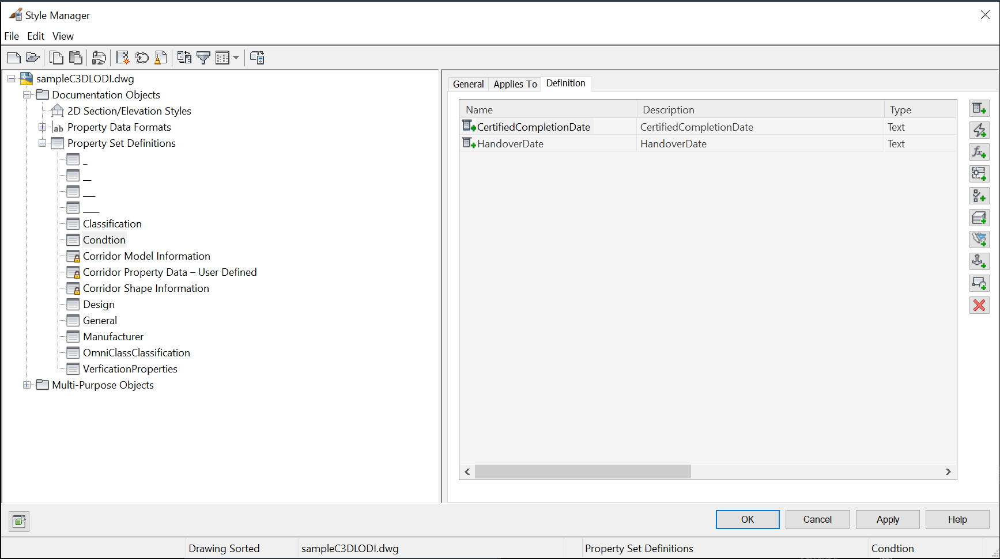 Style Manager
File Edit View
sampleC3DLODI.dwg
Documentation Objects
2D Section/Elevation Styles
ab Property Data Formats
Property Set Definitions
_
__
___
____
Classification
Condtion
Corridor Model Information
Corridor Property Data – User Defined
Corridor Shape Information
Design
General
Manufacturer
OmniClassClassification
VerficationProperties
Multi-Purpose Objects
General Applies To Definition
Name Description Type
CertifiedCompletionDate CertifiedCompletionDate Text
HandoverDate HandoverDate Text
OK Cancel Apply Help
Drawing Sorted sampleC3DLODI.dwg Property Set Definitions Condtion